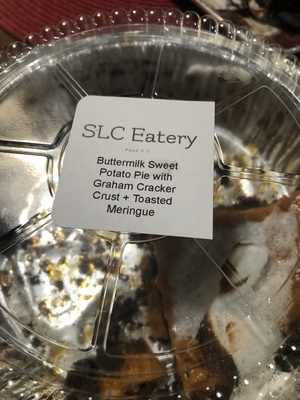 SLC Eatery
Buttermilk Sweet
Potato Pie with
Graham Cracker
Crust + Toasted
Meringue